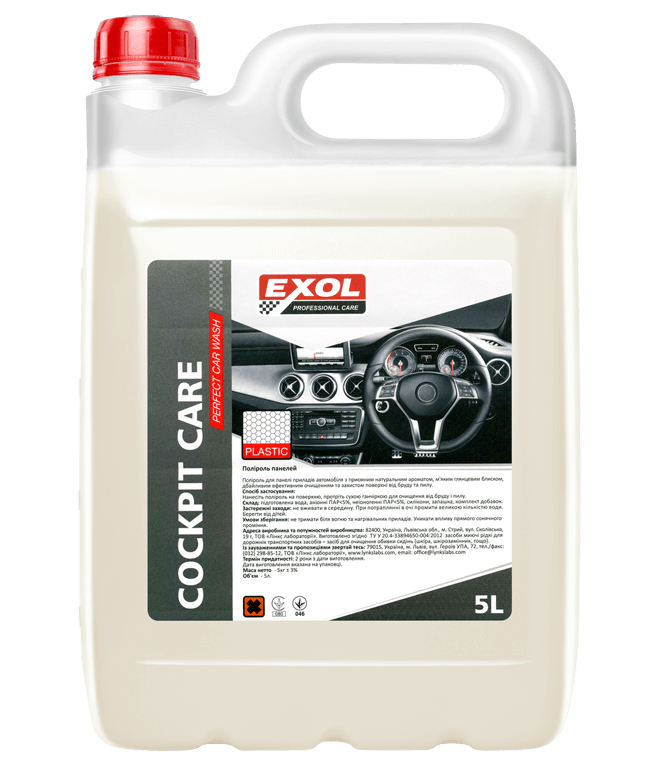 EXOL
PROFESSIONAL CARE
COCKPIT CARE
PERFECT CAR WASH
PLASTIC
Поліроль панелей
Поліроль для панелі приладів автомобіля з приємним натуральним ароматом, м'яким глянцевим блиском,
дбайливим ефективним очищенням та захистом поверхні від бруду та пилу.
Спосіб застосування:
Нанесіть поліроль на поверхню, протріть сухою ганчіркою для очищення від бруду і пилу.
Склад: підготовлена вода, аніонні ПАР<5%, неіоногенні ПАР<5%, силікони, запашка, комплект добавок.
Застережні заходи: не вживати в середину. При потраплянні в очі промити великою кількістю води.
Берегти від дітей.
Умови зберігання: не тримати біля вогню та нагрівальних приладів. Уникати впливу прямого сонячного
проміння.
Адреса виробника та потужностей виробництва: 82400, Україна, Львівська обл., м. Стрий, вул. Сколівська,
19 г, ТОВ «Лінкс лабораторії». Виготовлено згідно ТУ У 20.4-33894650-004:2012 засоби миючі рідкі для
дорожніх транспортних засобів – засіб для очищення обивки сидінь (шкіра, шкірозамінник, тощо).
Із зауваженнями та пропозиціями звертай тесь: 79015, Україна, м. Львів, вул. Героїв УПА, 72, тел./факс:
(032) 298-85-12, ТОВ «Лінкс лабораторії», www.lynkslabs.com, email: office@lynkslabs.com
Термін придатності: 2 роки з дати виготовлення.
Дата виготовлення вказана на упаковці.
Маса нетто - 5кг ± 3%
Об'єм - 5л.
080
046
5L